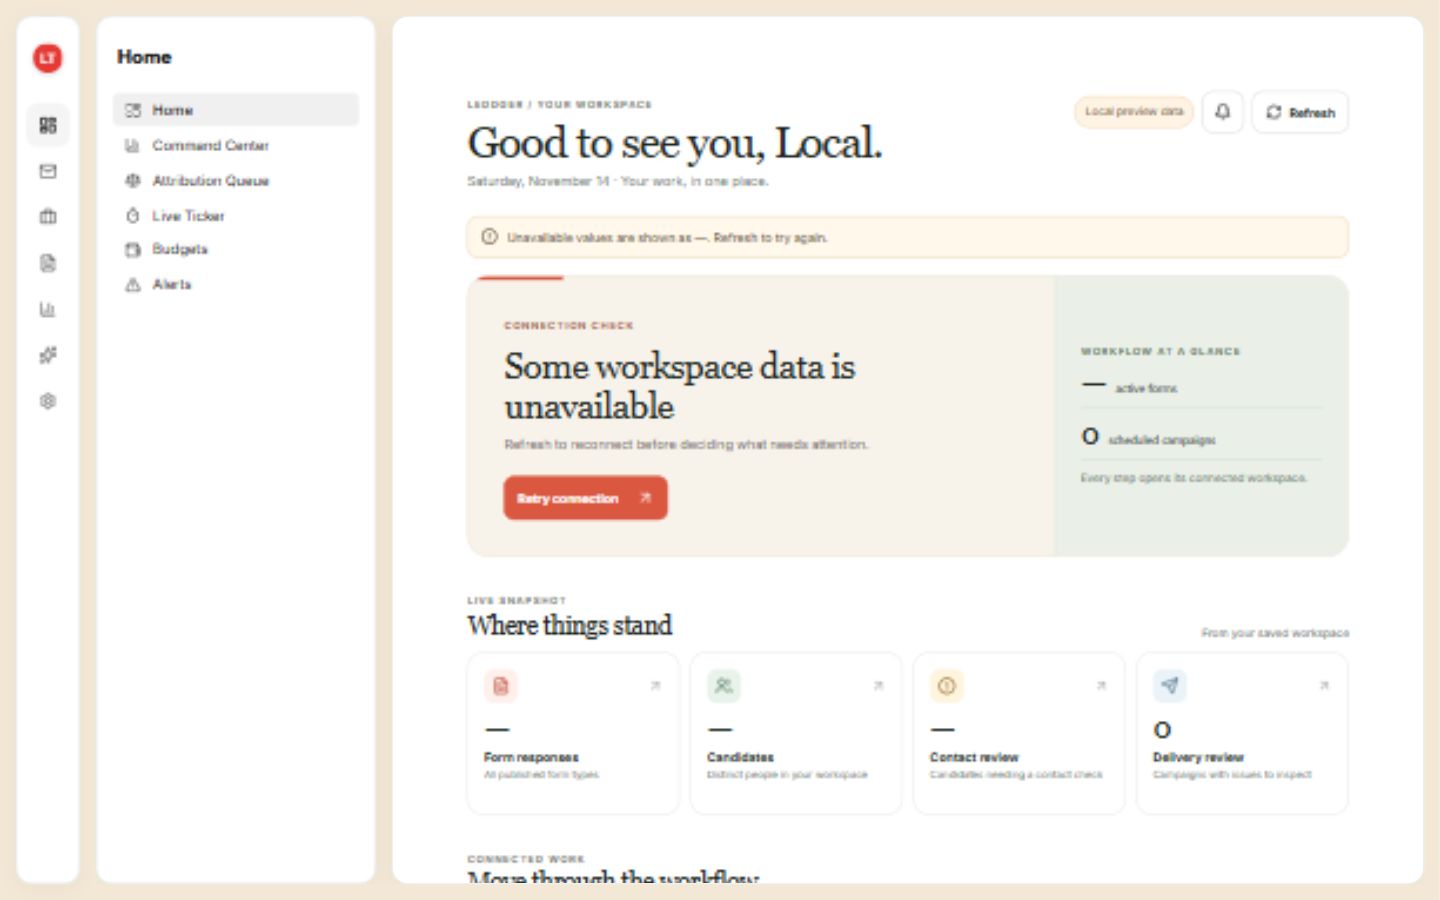 LT
Home
Home
Command Center
Attribution Queue
Live Ticker
Budgets
Alerts
LEDDGER / YOUR WORKSPACE
Good to see you, Local.
Saturday, November 14 · Your work, in one place.
Local preview data
Refresh
Unavailable values are shown as —. Refresh to try again.
CONNECTION CHECK
Some workspace data is
unavailable
Refresh to reconnect before deciding what needs attention.
Retry connection
WORKFLOW AT A GLANCE
— active forms
0 scheduled campaigns
Every step opens its connected workspace.
LIVE SNAPSHOT
Where things stand
From your saved workspace
—
Form responses
All published form types
—
Candidates
Distinct people in your workspace
—
Contact review
Candidates needing a contact check
0
Delivery review
Campaigns with issues to inspect
CONNECTED WORK
Move through the workflow